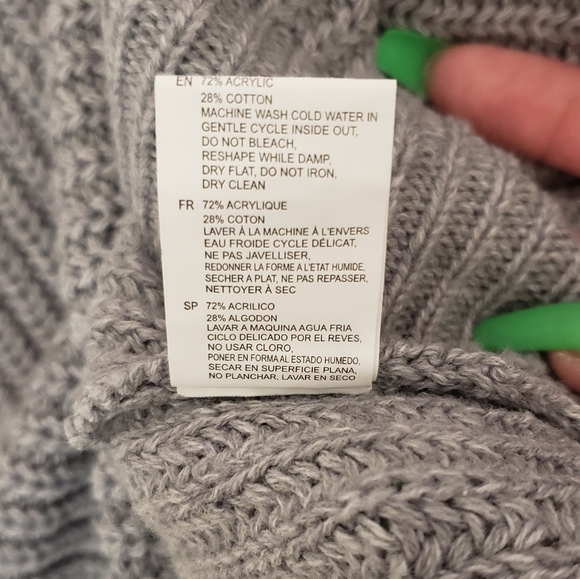 EN 72% ACRYLIC
28% COTTON
MACHINE WASH COLD WATER IN
GENTLE CYCLE INSIDE OUT,
DO NOT BLEACH,
RESHAPE WHILE DAMP,
DRY FLAT, DO NOT IRON,
DRY CLEAN
FR 72% ACRYLIQUE
28% COTON
LAVER À LA MACHINE À L'ENVERS
EAU FROIDE CYCLE DÉLICAT,
NE PAS JAVELLISER,
REDONNER LA FORME A L'ETAT HUMIDE,
SECHER A PLAT, NE PAS REPASSER,
NETTOYER À SEC
SP 72% ACRILICO
28% ALGODON
LAVAR A MAQUINA AGUA FRIA
CICLO DELICADO POR EL REVES,
NO USAR CLORO,
PONER EN FORMA AL ESTADO HUMEDO,
SECAR EN SUPERFICIE PLANA,
NO PLANCHAR, LAVAR EN SECO